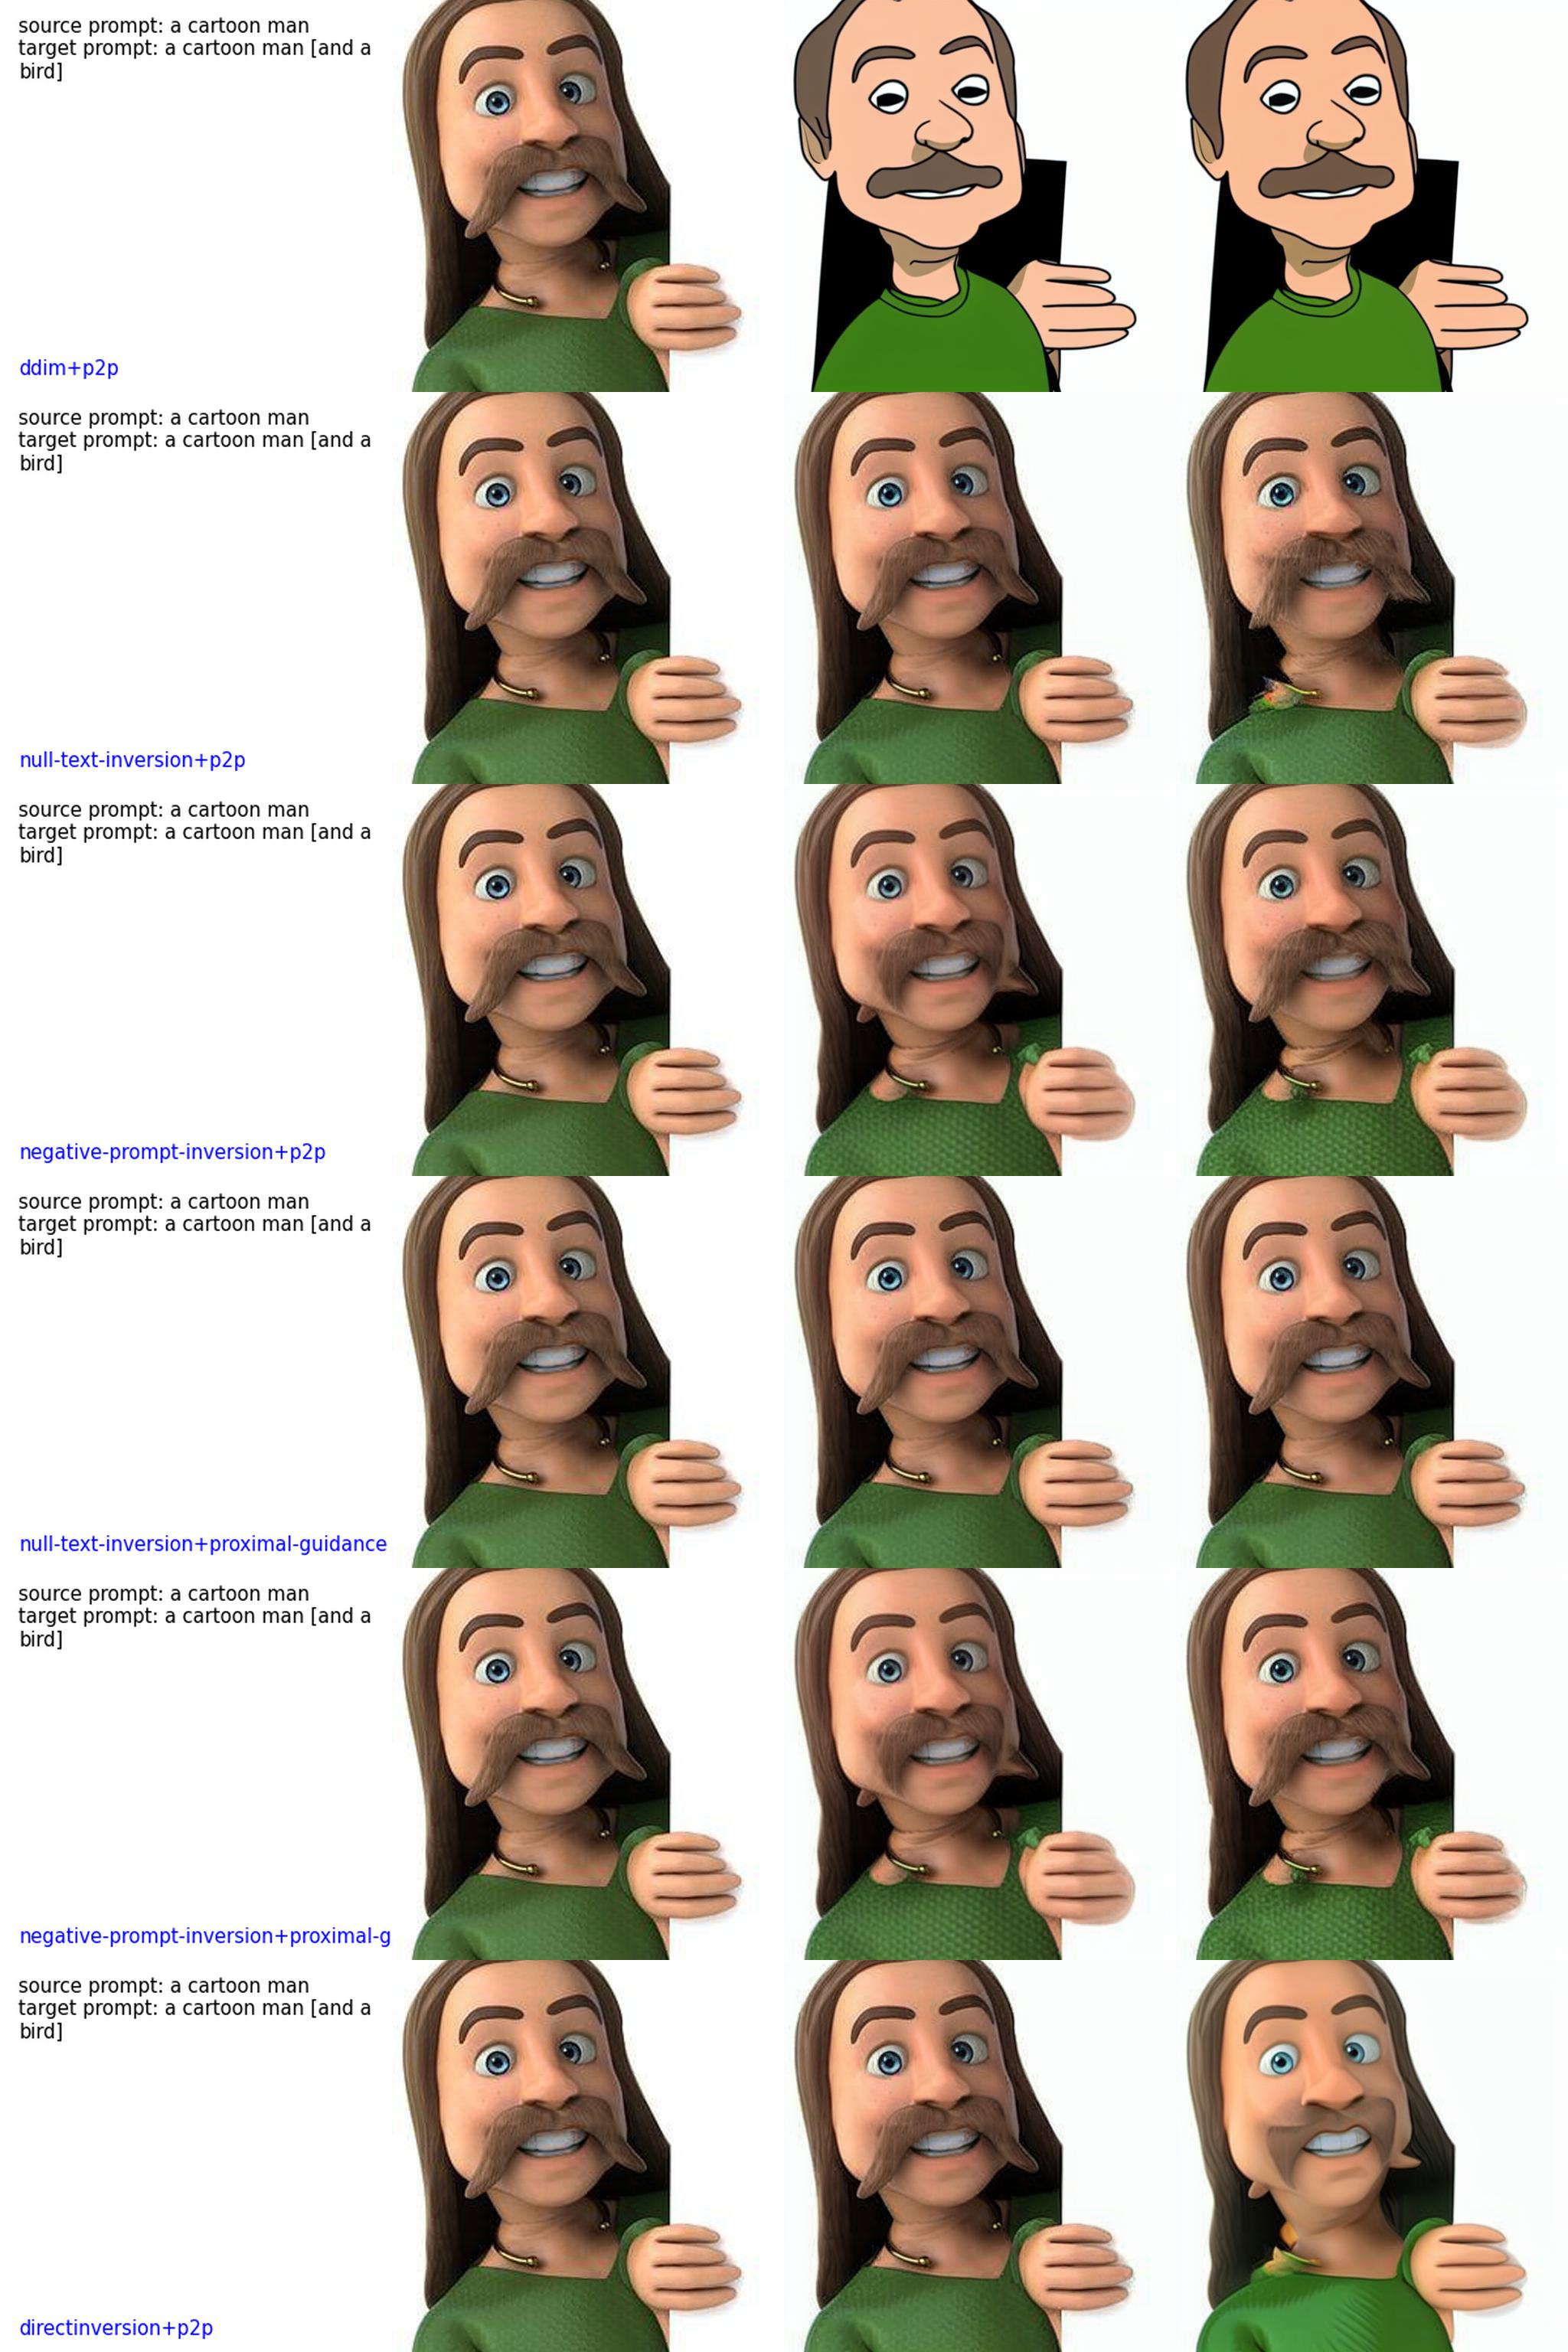 source prompt: a cartoon man
target prompt: a cartoon man [and a
bird]
ddim+p2p
source prompt: a cartoon man
target prompt: a cartoon man [and a
bird]
null-text-inversion+p2p
source prompt: a cartoon man
target prompt: a cartoon man [and a
bird]
negative-prompt-inversion+p2p
source prompt: a cartoon man
target prompt: a cartoon man [and a
bird]
null-text-inversion+proximal-guidance
source prompt: a cartoon man
target prompt: a cartoon man [and a
bird]
negative-prompt-inversion+proximal-g
source prompt: a cartoon man
target prompt: a cartoon man [and a
bird]
directinversion+p2p